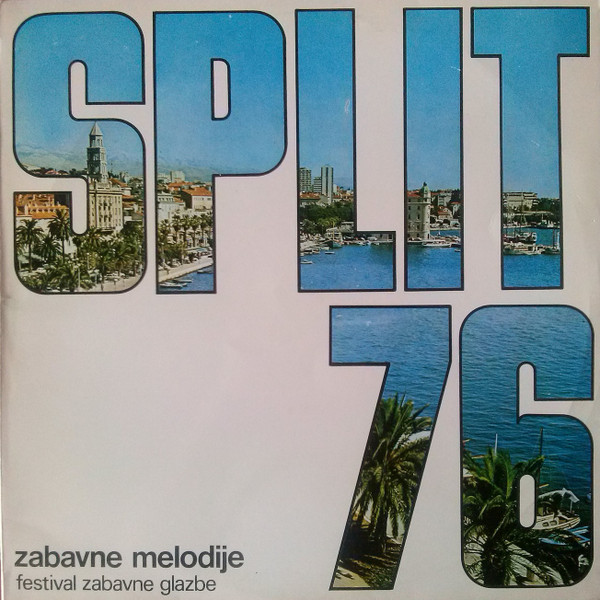 SPLIT
76
zabavne melodije
festival zabavne glazbe